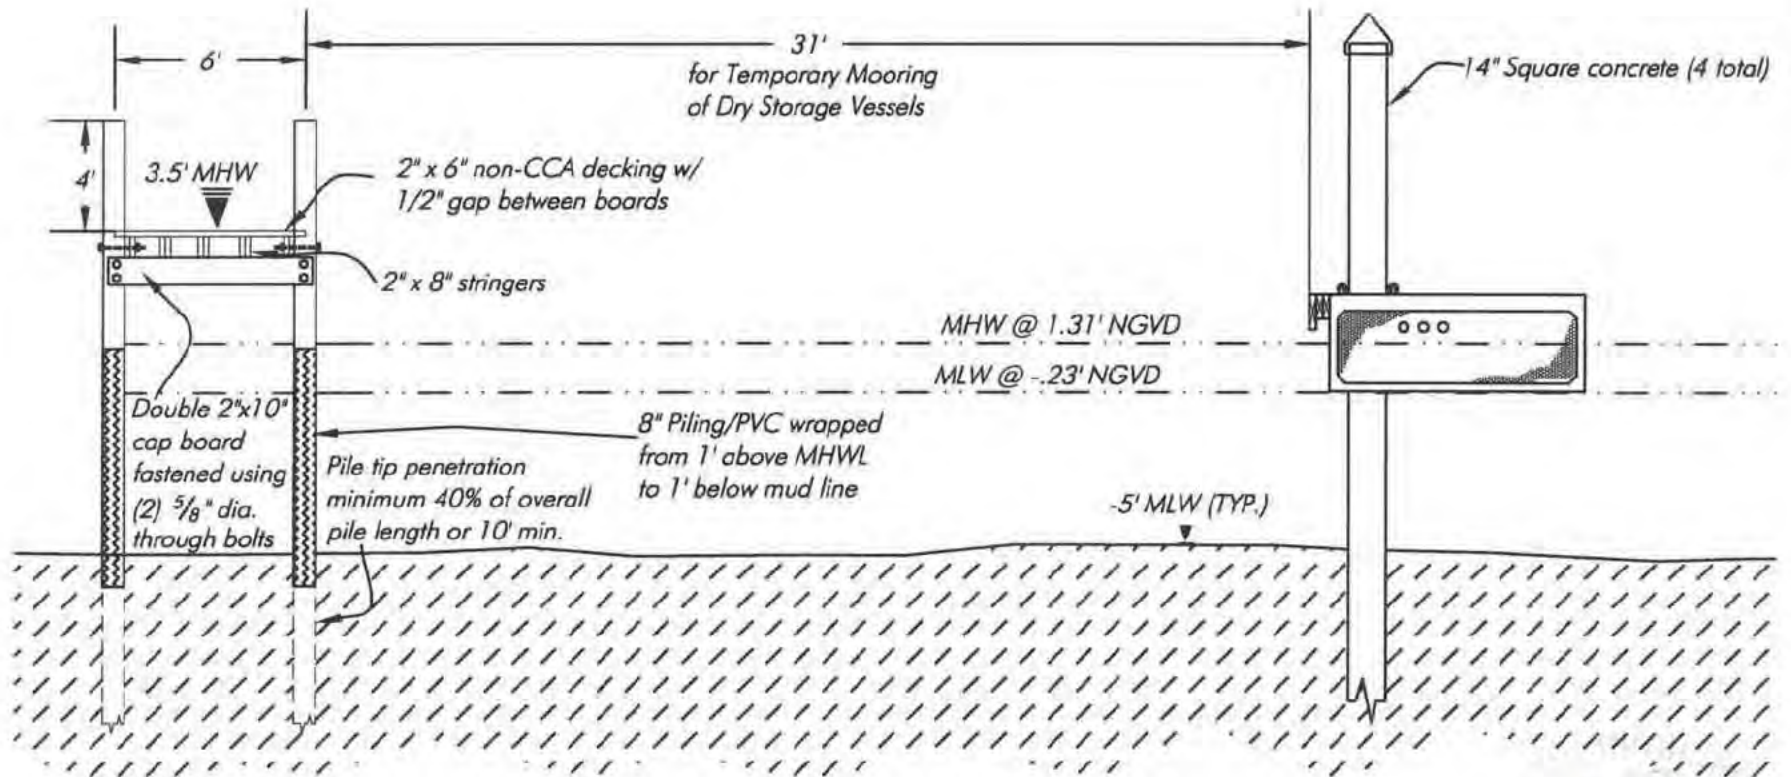 6'
31'
for Temporary Mooring
of Dry Storage Vessels
14" Square concrete (4 total)
4'
3.5' MHW
2" x 6" non-CCA decking w/
1/2" gap between boards
2" x 8" stringers
MHW @ 1.31' NGVD
MLW @ -.23' NGVD
Double 2"x10"
cap board
fastened using
(2) 5/8" dia.
through bolts
Pile tip penetration
minimum 40% of overall
pile length or 10' min.
8" Piling/PVC wrapped
from 1' above MHWL
to 1' below mud line
-5' MLW (TYP.)